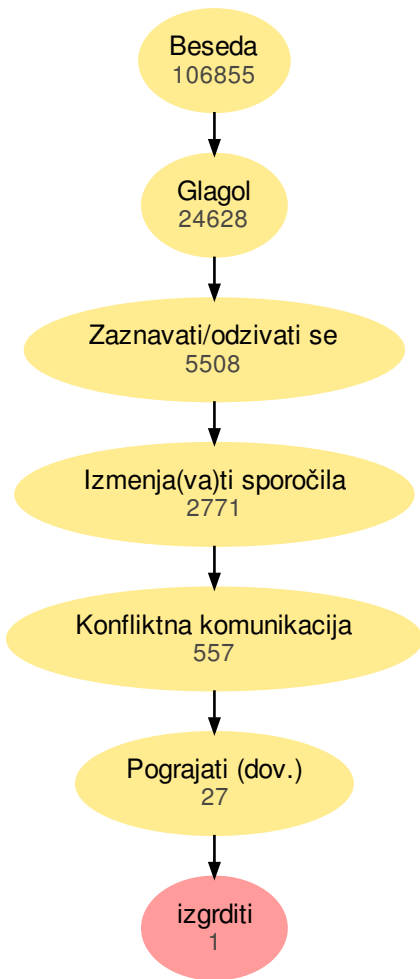 Beseda
106855
Glagol
24628
Zaznavati/odzivati se
5508
Izmenja(va)ti sporočila
2771
Konfliktna komunikacija
557
Pograjati (dov.)
27
izgrditi
1